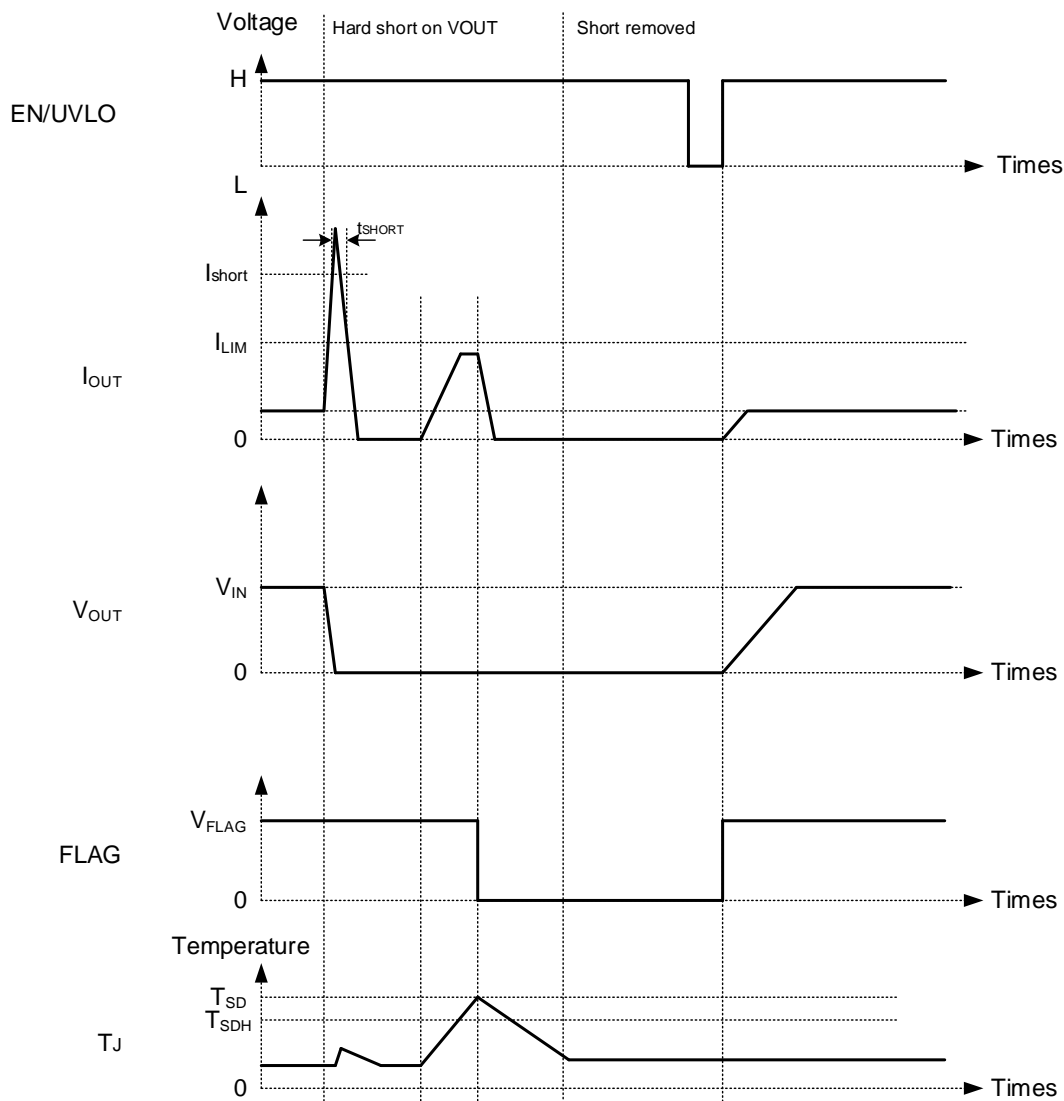 Voltage
Hard short on VOUT
Short removed
H
EN/UVLO
Times
L
tSHORT
Ishort
ILIM
IOUT
0
Times
VIN
VOUT
0
Times
VFLAG
FLAG
0
Times
Temperature
TSD
TSDH
TJ
0
Times